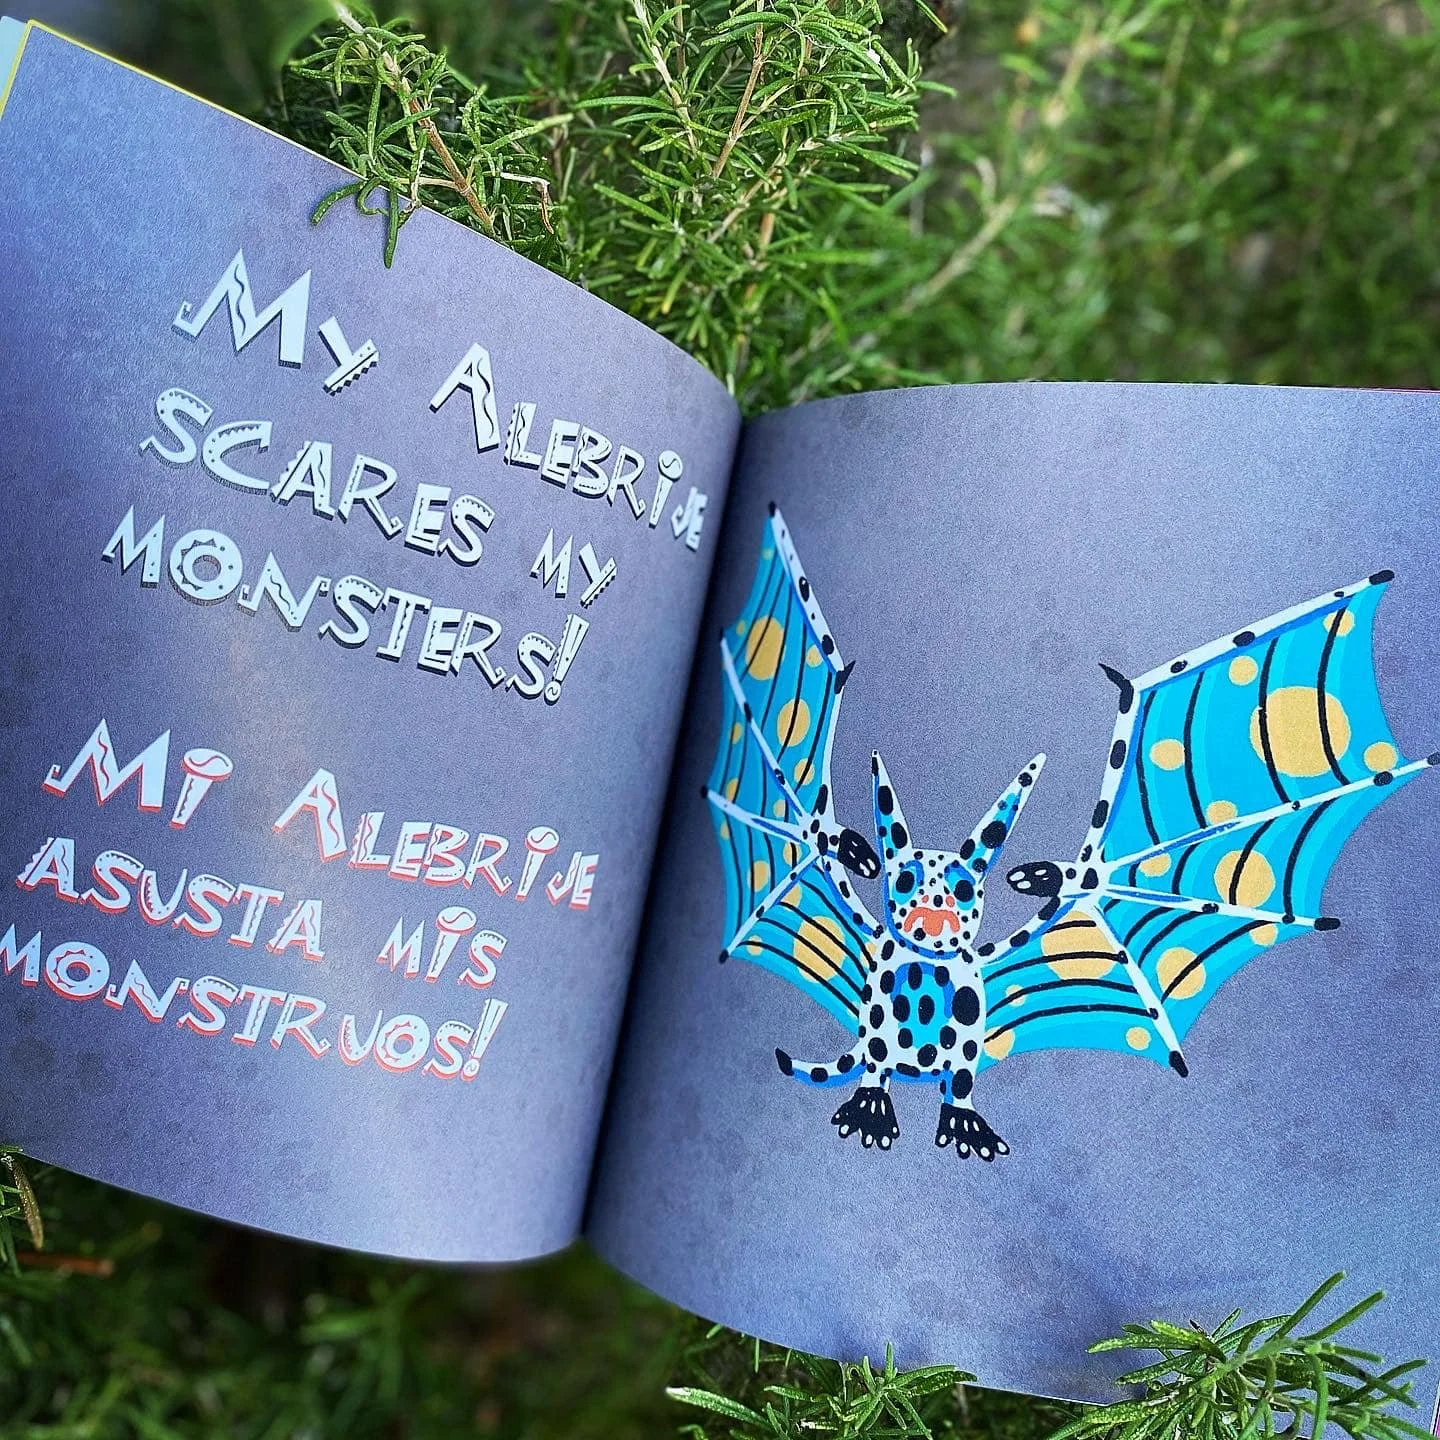 My Alebrije
scares my
monsters!
Mi Alebrije
asusta mis
monstruos!